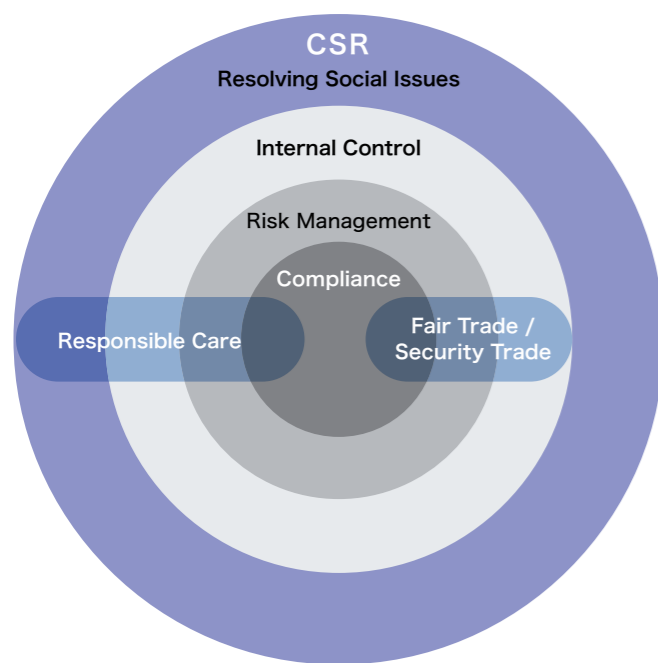 CSR
Resolving Social Issues
Internal Control
Risk Management
Compliance
Responsible Care
Fair Trade /
Security Trade